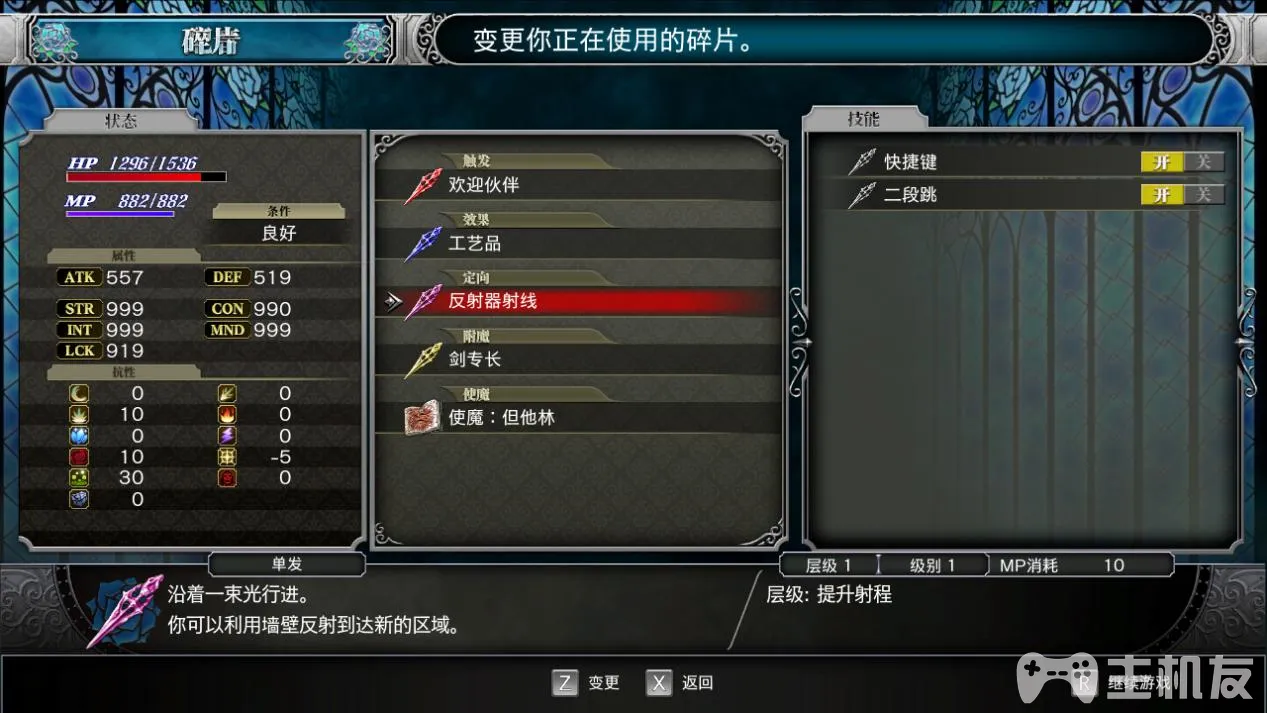 碎片
变更你正在使用的碎片。
状态
HP 1296/1536
MP 882/882
条件
良好
属性
ATK 557 DEF 519
STR 999 CON 990
INT 999 MND 999
LCK 919
抗性
0 0
10 0
0 0
10 -5
30 0
0
触发
欢迎伙伴
效果
工艺品
定向
反射器射线
附魔
剑专长
使魔
使魔：但他林
技能
快捷键 开 关
二段跳 开 关
单发
沿着一束光行进。
你可以利用墙壁反射到达新的区域。
层级 1 级别 1 MP消耗 10
层级: 提升射程
Z 变更 X 返回
R 继续游戏
主机友